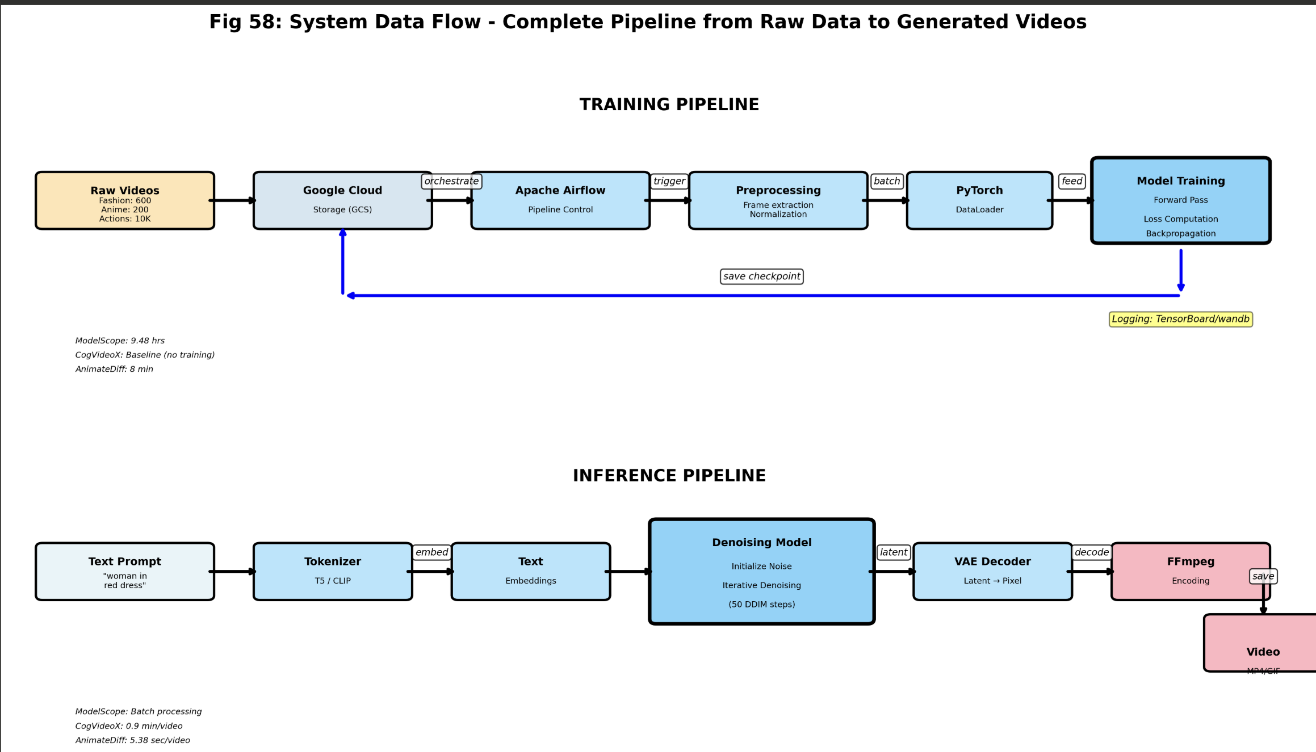 Fig 58: System Data Flow - Complete Pipeline from Raw Data to Generated Videos
TRAINING PIPELINE
Raw Videos
Fashion: 600
Anime: 200
Actions: 10K
Google Cloud
Storage (GCS)
orchestrate
Apache Airflow
Pipeline Control
trigger
Preprocessing
Frame extraction
Normalization
batch
PyTorch
DataLoader
feed
Model Training
Forward Pass
Loss Computation
Backpropagation
save checkpoint
Logging: TensorBoard/wandb
ModelScope: 9.48 hrs
CogVideoX: Baseline (no training)
AnimateDiff: 8 min
INFERENCE PIPELINE
Text Prompt
"woman in
red dress"
Tokenizer
T5 / CLIP
embed
Text
Embeddings
Denoising Model
Initialize Noise
Iterative Denoising
(50 DDIM steps)
latent
VAE Decoder
Latent → Pixel
decode
FFmpeg
Encoding
save
Video
MP4/GIF
ModelScope: Batch processing
CogVideoX: 0.9 min/video
AnimateDiff: 5.38 sec/video